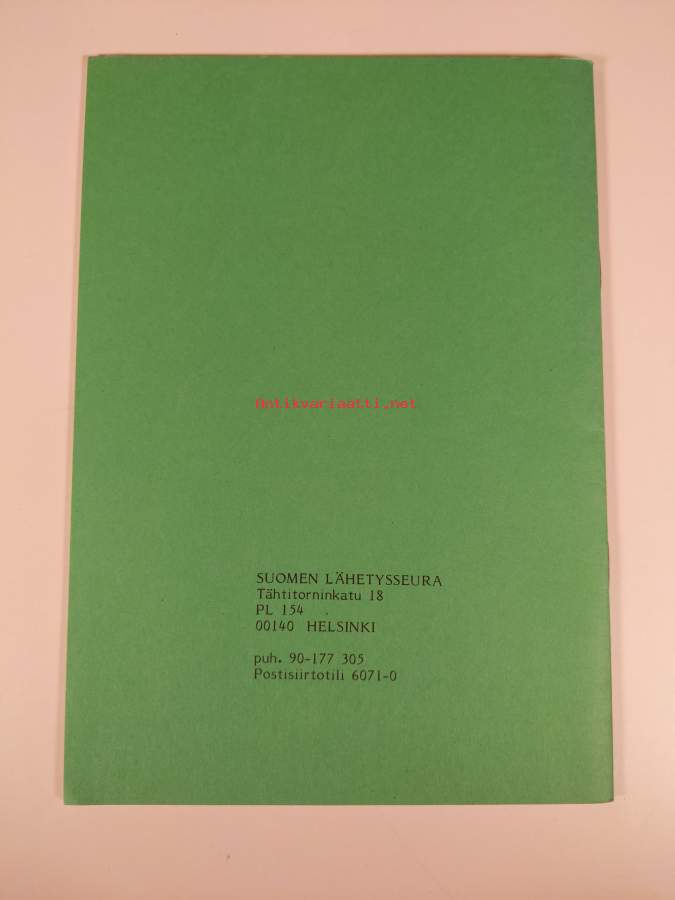 Antikvariaatti.net
SUOMEN LÄHETYSSEURA
Tähtitorninkatu 18
PL 154
00140 HELSINKI
puh. 90-177 305
Postisiirtotili 6071-0